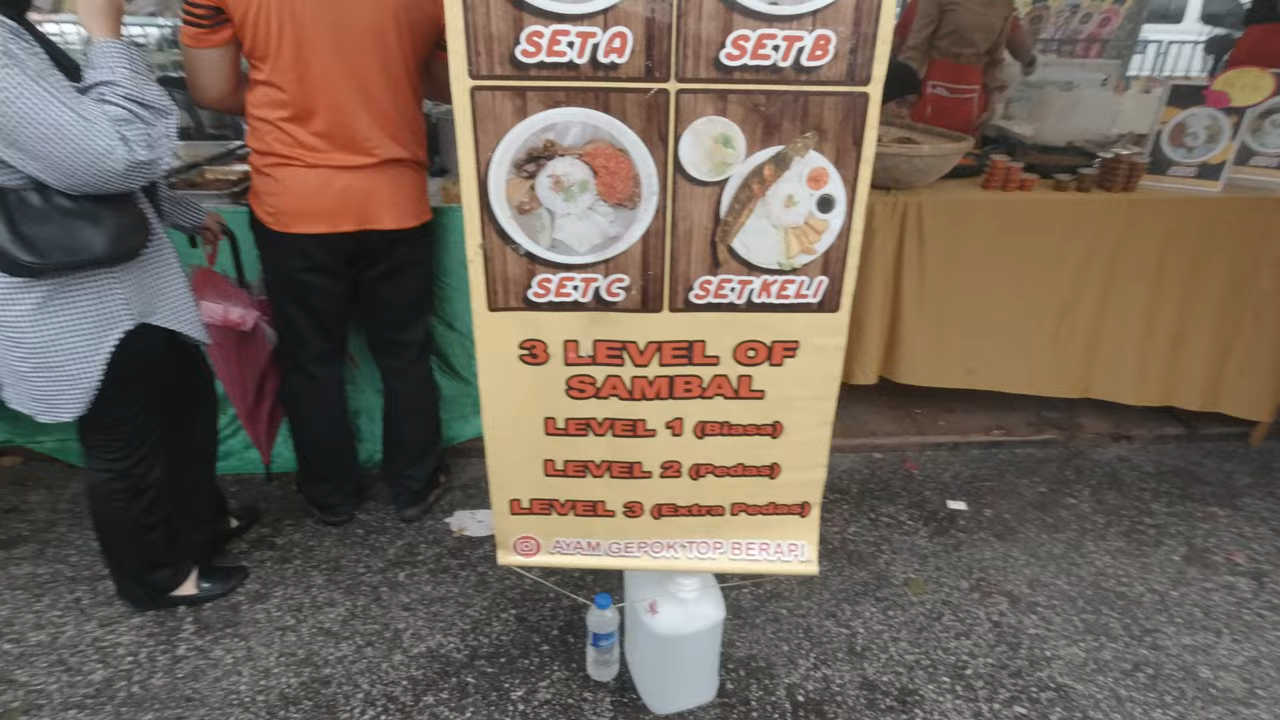 SET A
SET B
SET C
SET KELI
3 LEVEL OF
SAMBAL
LEVEL 1 (Biasa)
LEVEL 2 (Pedas)
LEVEL 3 (Extra Pedas)
AYAM GEPOK TOP BERAPI